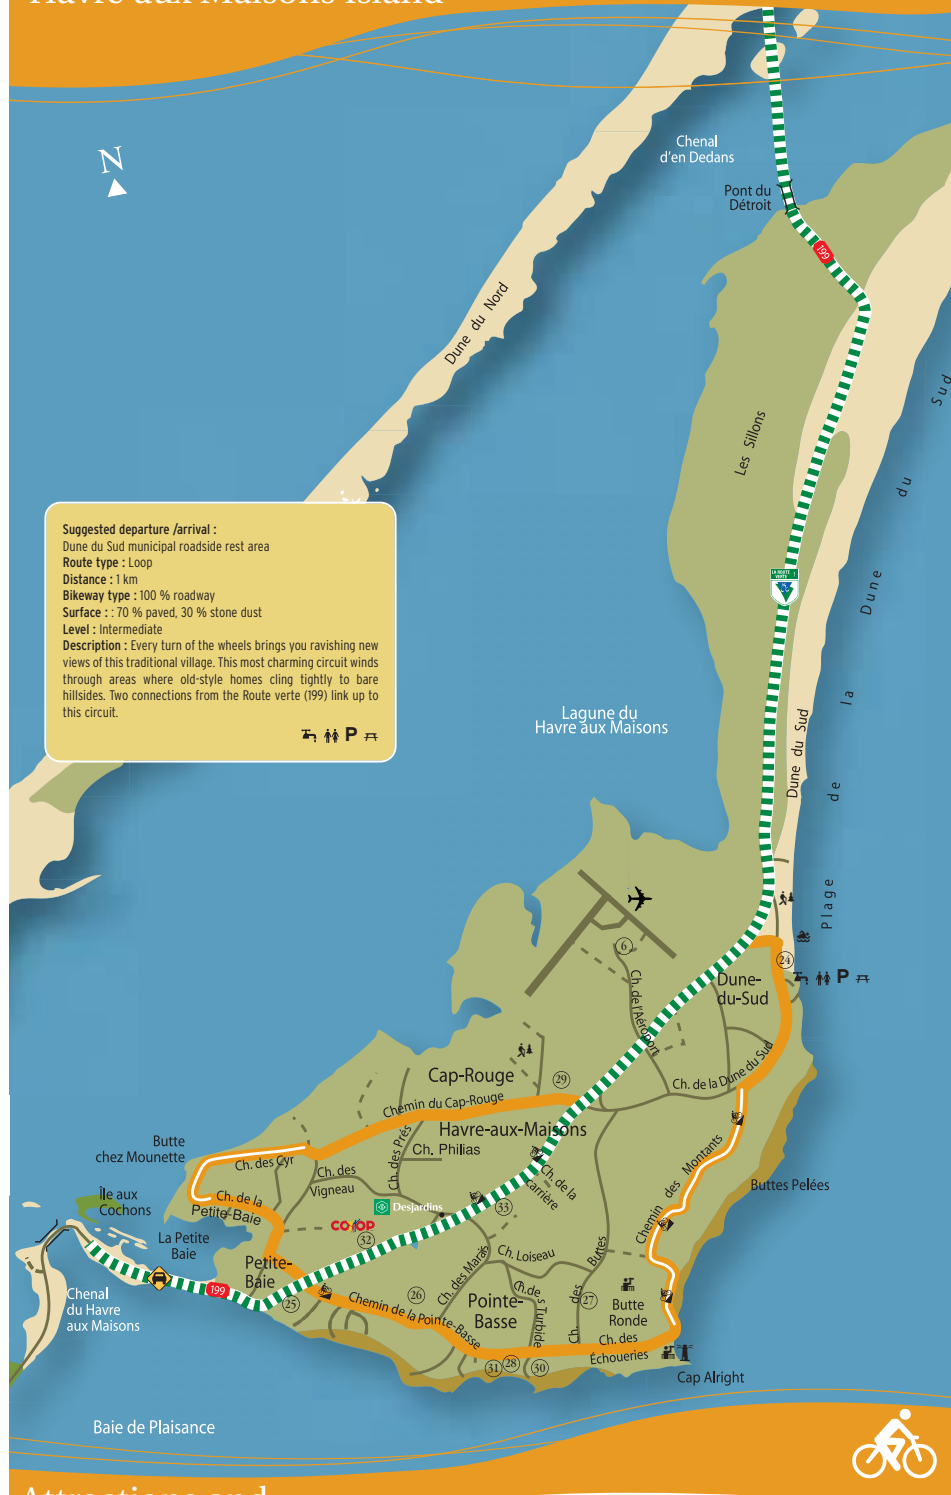 Havre aux Maisons Island
N
Chenal
d'en Dedans
Pont du
Détroit
199
Dune du Nord
Les Sillons
Plage de la Dune du Sud
LA ROUTE
VERTE 1
Suggested departure /arrival :
Dune du Sud municipal roadside rest area
Route type : Loop
Distance : 1 km
Bikeway type : 100 % roadway
Surface : : 70 % paved, 30 % stone dust
Level : Intermediate
Description : Every turn of the wheels brings you ravishing new
views of this traditional village. This most charming circuit winds
through areas where old-style homes cling tightly to bare
hillsides. Two connections from the Route verte (199) link up to
this circuit.
P
Lagune du
Havre aux Maisons
Dune du Sud
6
24
P
Dune-
du-Sud
Ch. de l'Aéroport
Cap-Rouge
29
Ch. de la Dune du Sud
Chemin du Cap-Rouge
Havre-aux-Maisons
Ch. des Prés
Ch. Philias
Butte
chez Mounette
Ch. des Cyr
Ch. des
Vigneau
Ch. de la
Carrière
Chemin des Montants
Buttes Pelées
Île aux
Cochons
Ch. de la
Petite-Baie
Desjardins
COOP
33
32
La Petite
Baie
Petite-
Baie
Ch. des Marais
Ch. Loiseau
Ch. des Buttes
Chenal
du Havre
aux Maisons
199
25
26
Chemin de la Pointe-Basse
Pointe-
Basse
Ch. des Turbide
27
Butte
Ronde
Ch. des
Échoueries
31
28
30
Cap Alright
Baie de Plaisance
Attractions and